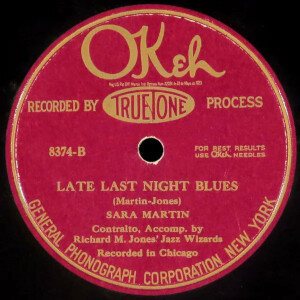 OKeh
RECORDED BY TRUETONE PROCESS
8374-B
FOR BEST RESULTS
USE OKeh NEEDLES
LATE LAST NIGHT BLUES
(Martin-Jones)
SARA MARTIN
Contralto, Accomp. by
Richard M. Jones' Jazz Wizards
Recorded in Chicago
GENERAL PHONOGRAPH CORPORATION NEW YORK